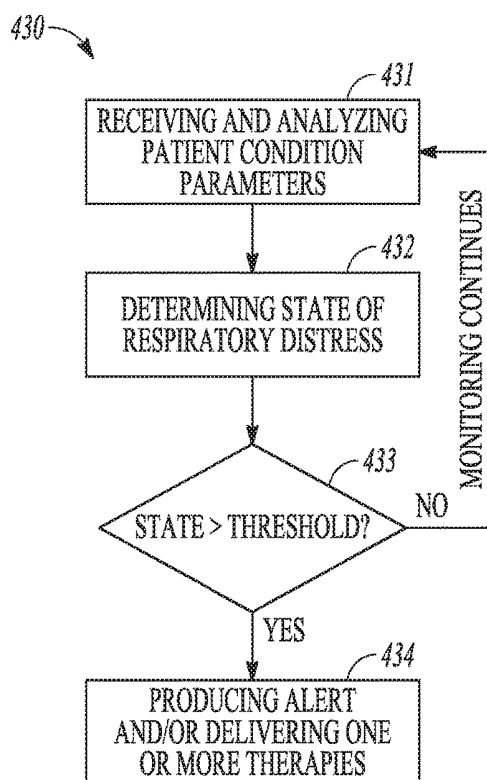 430
431
RECEIVING AND ANALYZING
PATIENT CONDITION
PARAMETERS
432
DETERMINING STATE OF
RESPIRATORY DISTRESS
MONITORING CONTINUES
433
STATE > THRESHOLD?
NO
YES
434
PRODUCING ALERT
AND/OR DELIVERING ONE
OR MORE THERAPIES